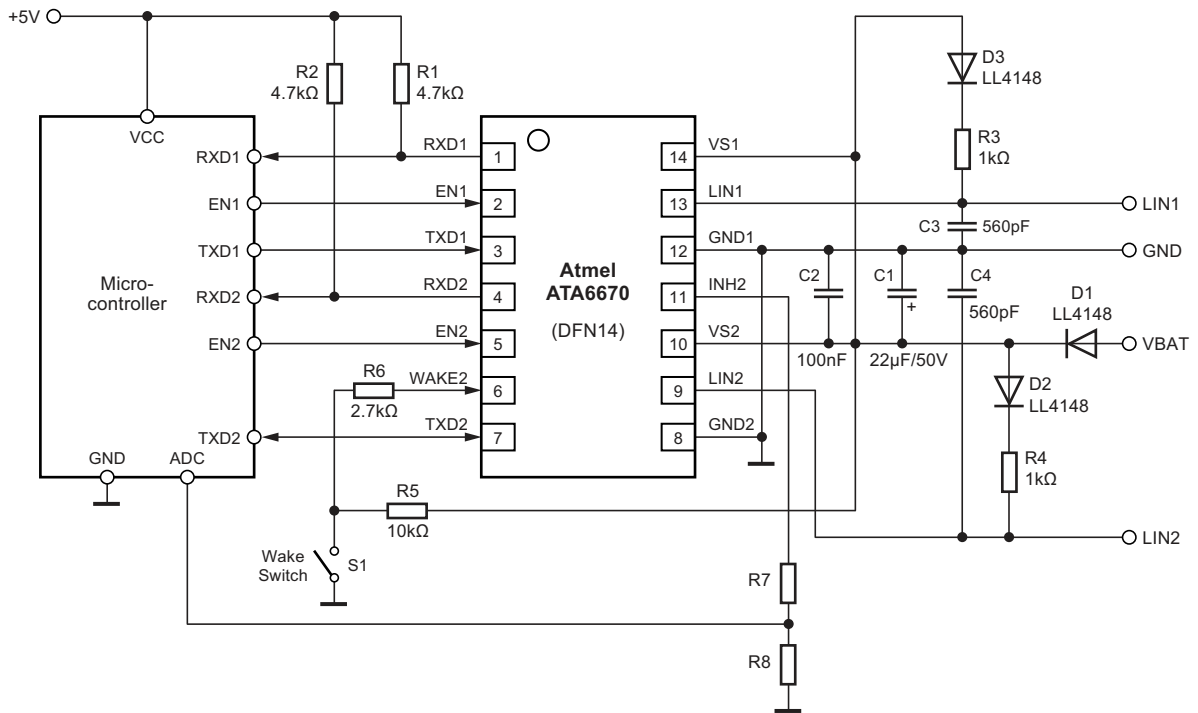 +5V
R2
4.7kΩ
R1
4.7kΩ
D3
LL4148
R3
1kΩ
VCC
RXD1
EN1
TXD1
RXD2
EN2
TXD2
GND
ADC
Micro-
controller
RXD1
EN1
TXD1
RXD2
EN2
WAKE2
TXD2
R6
2.7kΩ
R5
10kΩ
Wake
Switch
S1
1
2
3
4
5
6
7
Atmel
ATA6670
(DFN14)
14
13
12
11
10
9
8
VS1
LIN1
GND1
INH2
VS2
LIN2
GND2
C3
560pF
C2
100nF
C1
+
22µF/50V
C4
560pF
D1
LL4148
D2
LL4148
R4
1kΩ
R7
R8
LIN1
GND
VBAT
LIN2